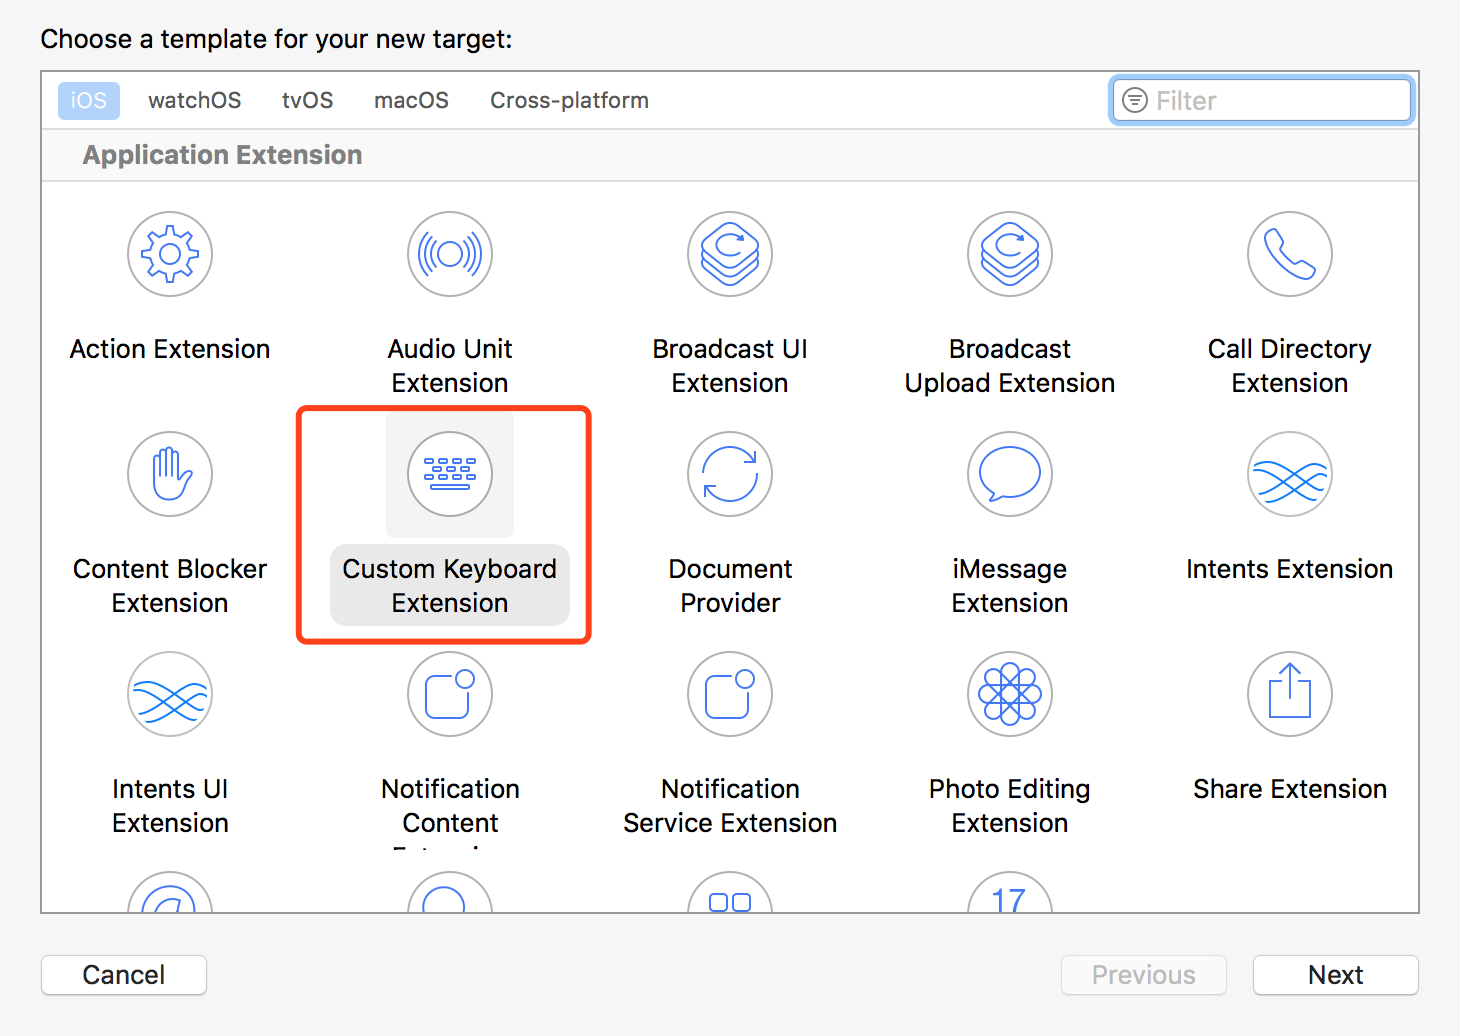 Choose a template for your new target:
iOS watchOS tvOS macOS Cross-platform Filter
Application Extension
Action Extension
Audio Unit
Extension
Broadcast UI
Extension
Broadcast
Upload Extension
Call Directory
Extension
Content Blocker
Extension
Custom Keyboard
Extension
Document
Provider
iMessage
Extension
Intents Extension
Intents UI
Extension
Notification
Content
Notification
Service Extension
Photo Editing
Extension
Share Extension
17
Cancel
Previous
Next